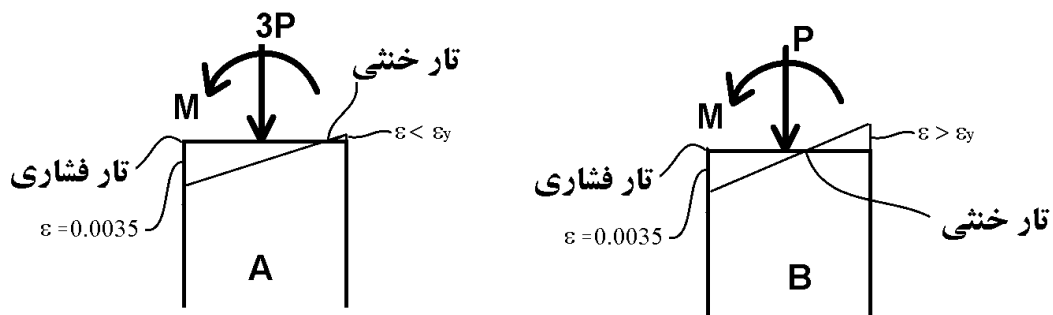 3P
M
تار خنثی
ε < εy
تار فشاری
ε =0.0035
A
P
M
ε > εy
تار فشاری
ε =0.0035
تار خنثی
B